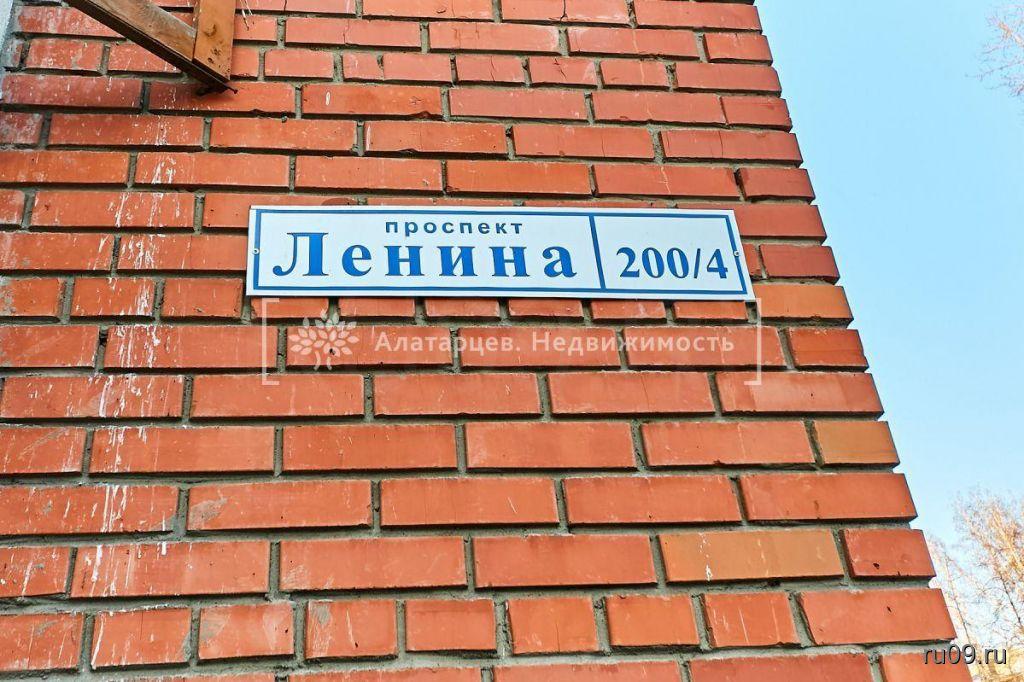 проспект
Ленина 200/4
Алатарцев. Недвижимость
ru09.ru